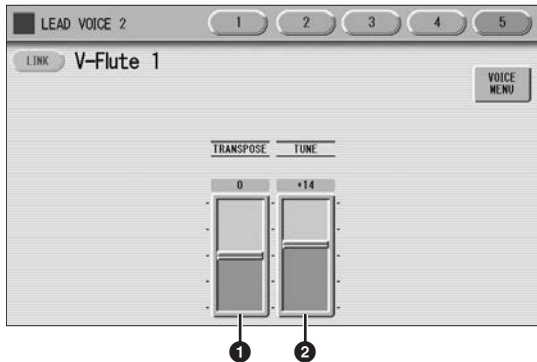 LEAD VOICE 2 1 2 3 4 5
LINK V-Flute 1
VOICE
MENU
TRANSPOSE TUNE
0 +14
1 2